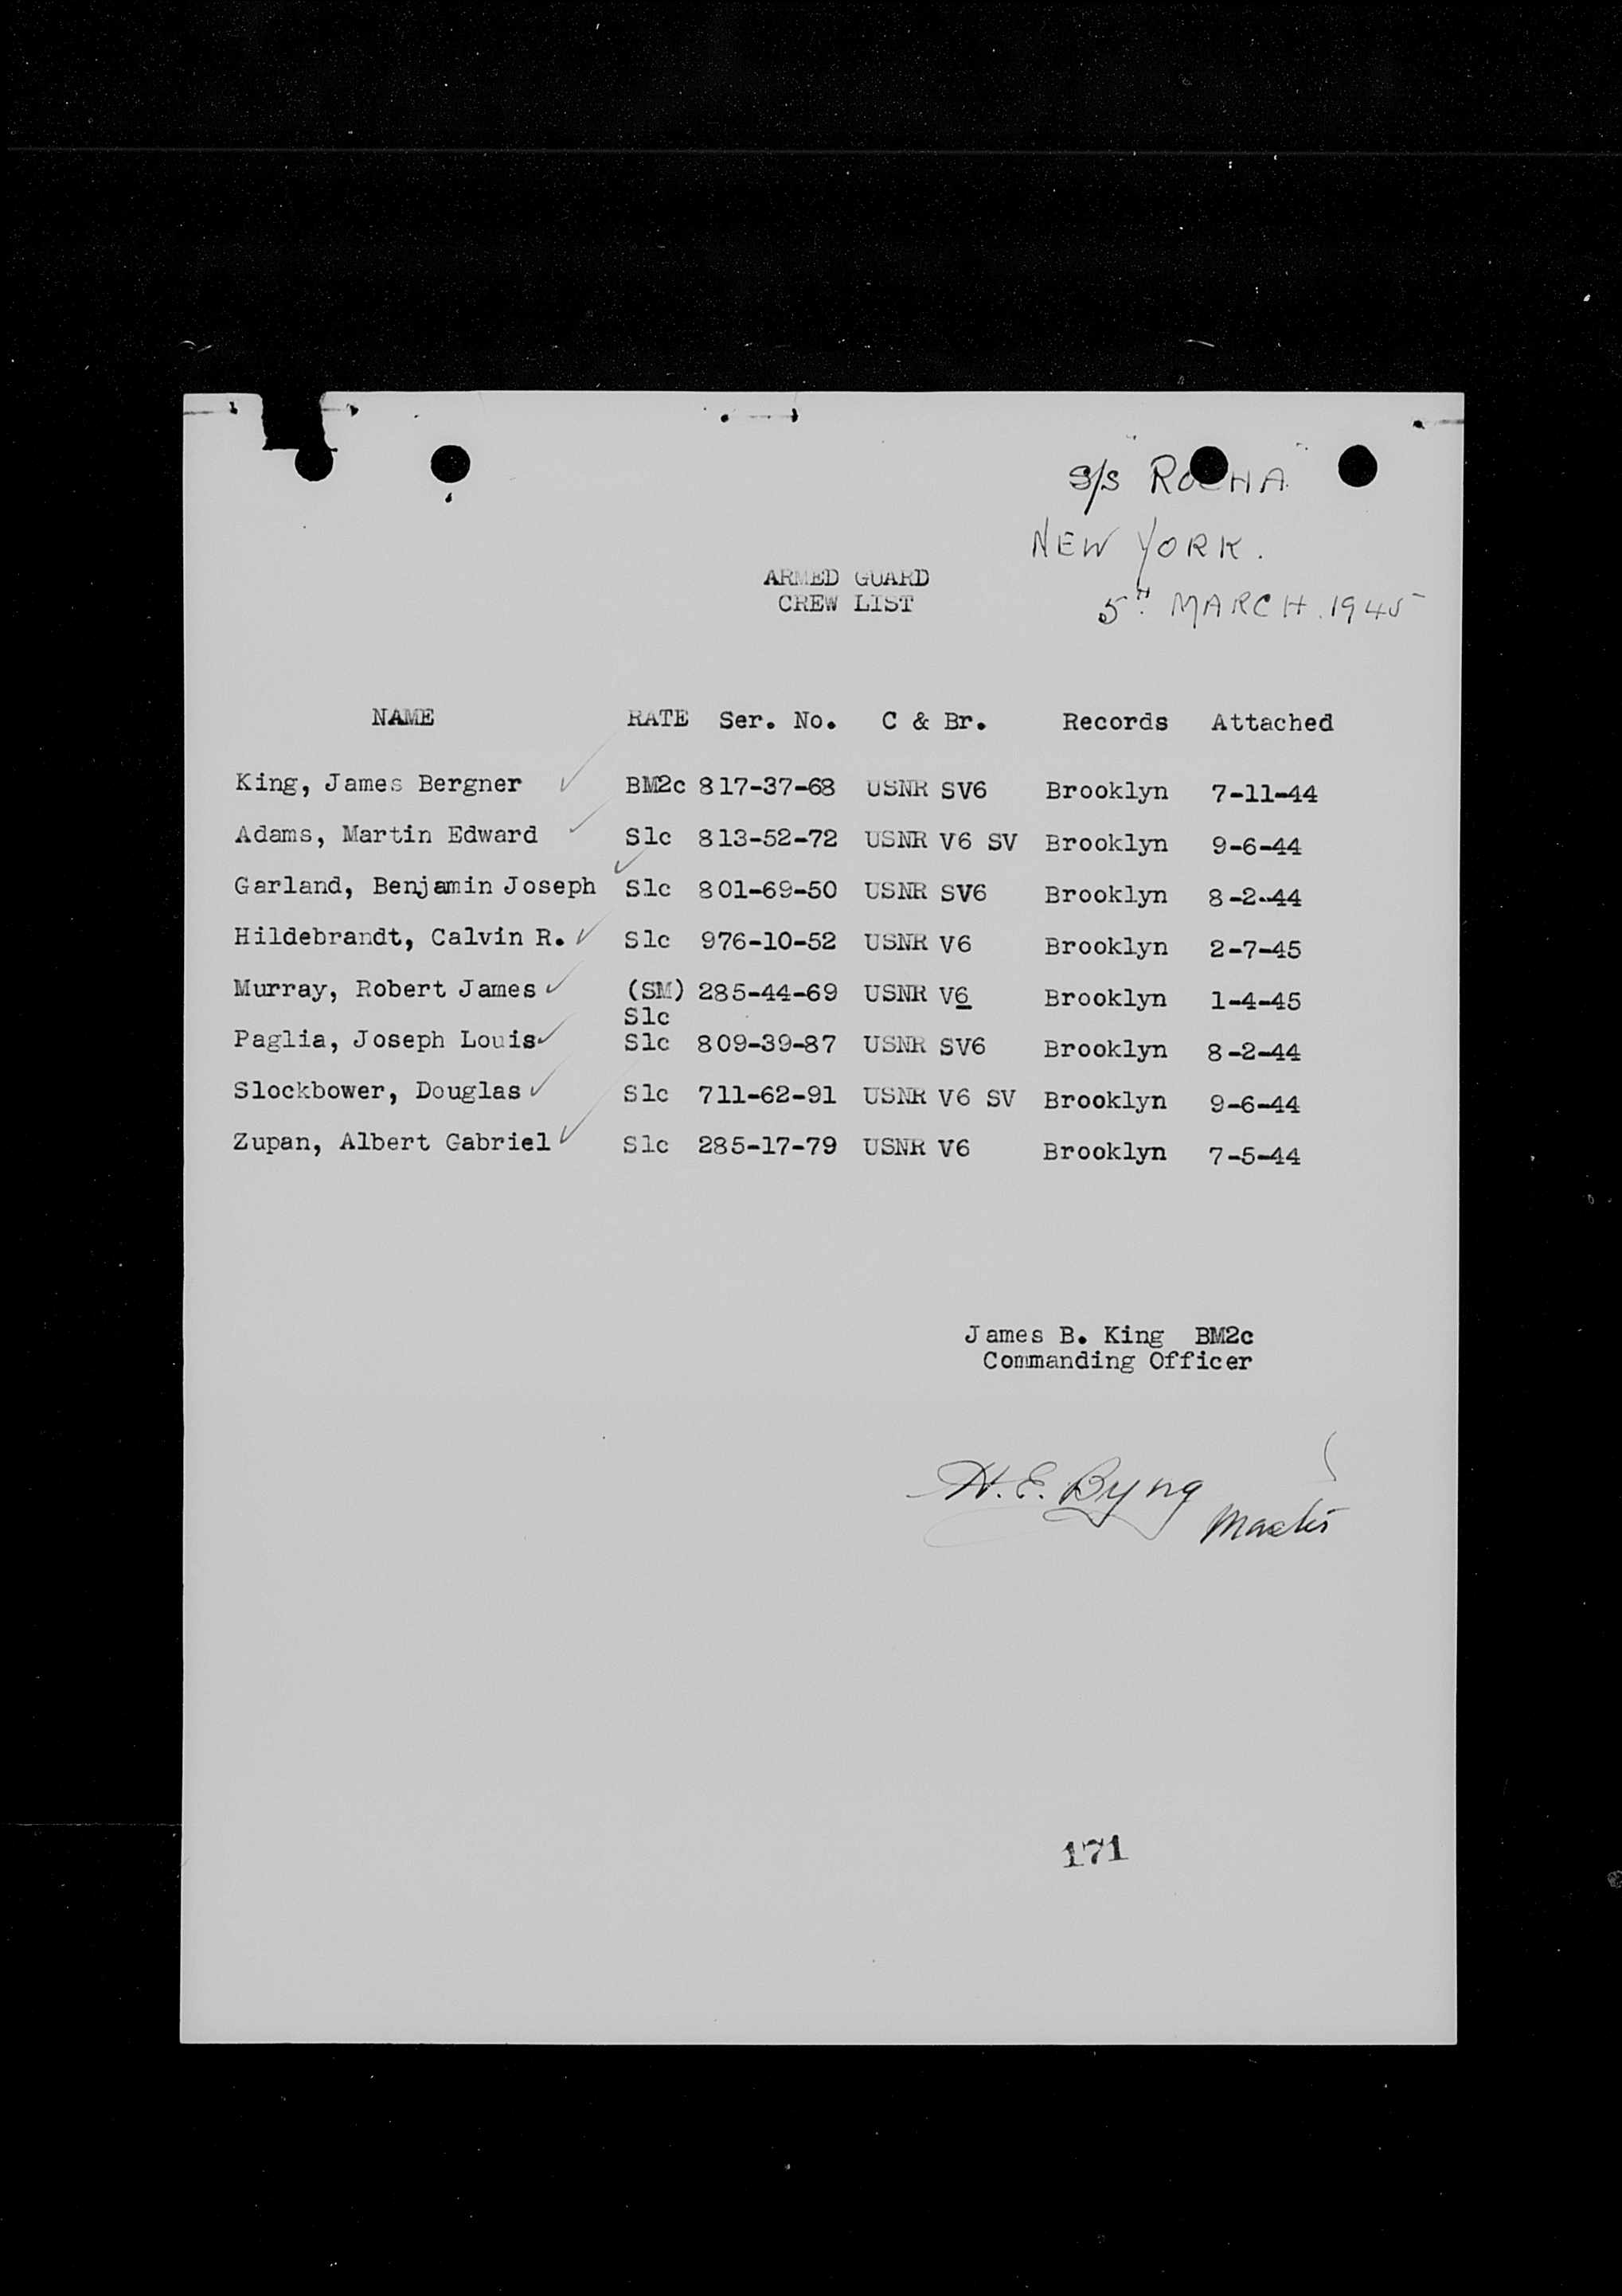 S/S "ROCHA"
NEW YORK.
5TH MARCH. 1945
ARMED GUARD
CREW LIST
NAME RATE Ser. No. C & Br. Records Attached
King, James Bergner BM2c 817-37-68 USNR SV6 Brooklyn 7-11-44
Adams, Martin Edward S1c 813-52-72 USNR V6 SV Brooklyn 9-6-44
Garland, Benjamin Joseph S1c 801-69-50 USNR SV6 Brooklyn 8-2-44
Hildebrandt, Calvin R. S1c 976-10-52 USNR V6 Brooklyn 2-7-45
Murray, Robert James (SM) 285-44-69 USNR V6 Brooklyn 1-4-45
S1c
Paglia, Joseph Louis S1c 809-39-87 USNR SV6 Brooklyn 8-2-44
Slockbower, Douglas S1c 711-62-91 USNR V6 SV Brooklyn 9-6-44
Zupan, Albert Gabriel S1c 285-17-79 USNR V6 Brooklyn 7-5-44
James B. King BM2c
Commanding Officer
H. E. Byng
Master
171